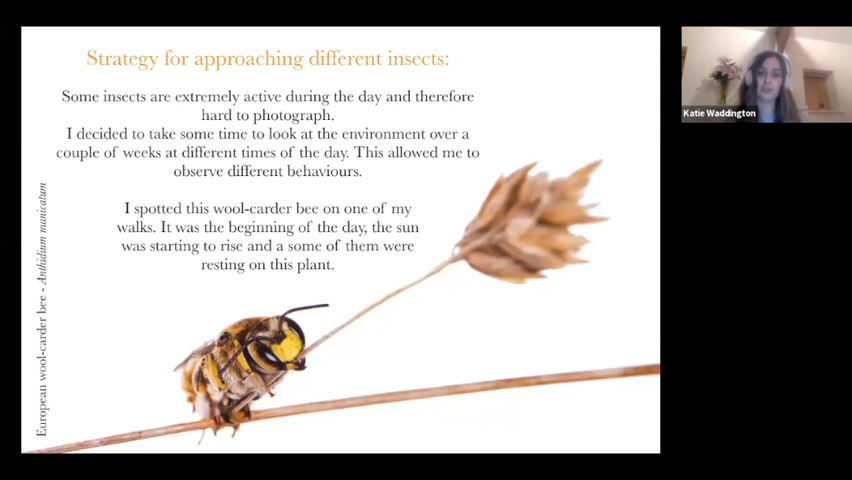 Strategy for approaching different insects:
Some insects are extremely active during the day and therefore
hard to photograph.
I decided to take some time to look at the environment over a
couple of weeks at different times of the day. This allowed me to
observe different behaviours.
I spotted this wool-carder bee on one of my
walks. It was the beginning of the day, the sun
was starting to rise and a some of them were
resting on this plant.
European wool-carder bee - Anthidium manicatum
Katie Waddington